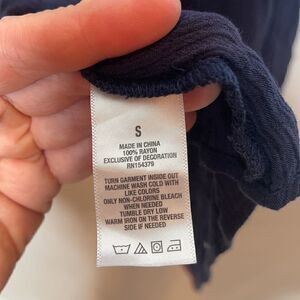 S
MADE IN CHINA
100% RAYON
EXCLUSIVE OF DECORATION
RN154379
TURN GARMENT INSIDE OUT
MACHINE WASH COLD WITH
LIKE COLORS
ONLY NON-CHLORINE BLEACH
WHEN NEEDED
TUMBLE DRY LOW
WARM IRON ON THE REVERSE
SIDE IF NEEDED